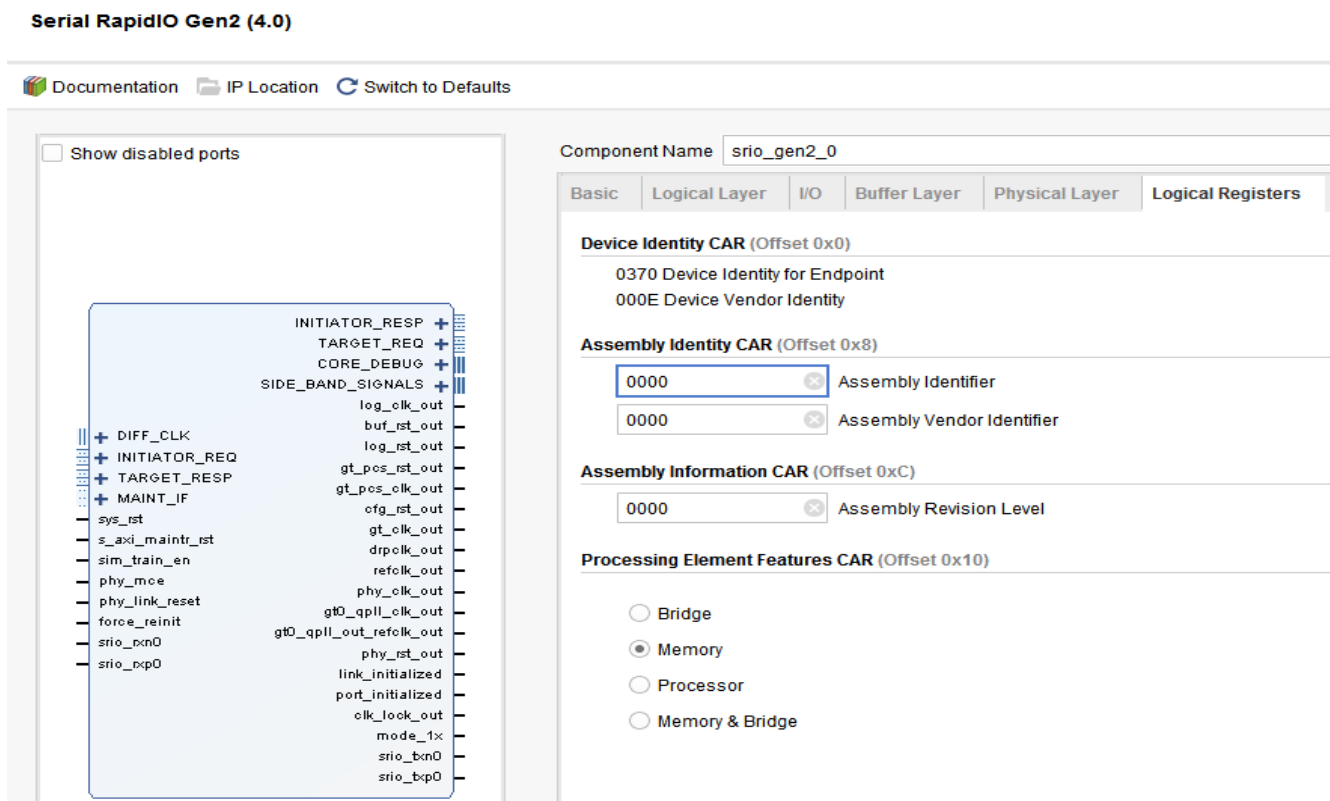 Serial RapidIO Gen2 (4.0)
Documentation IP Location Switch to Defaults
Show disabled ports
INITIATOR_RESP
TARGET_REQ
CORE_DEBUG
SIDE_BAND_SIGNALS
log_clk_out
buf_rst_out
log_rst_out
gt_pcs_rst_out
gt_pcs_clk_out
cfg_rst_out
gt_clk_out
drpclk_out
refclk_out
phy_clk_out
gt0_qpll_clk_out
gt0_qpll_out_refclk_out
phy_rst_out
link_initialized
port_initialized
clk_lock_out
mode_1x
srio_txn0
srio_txp0
DIFF_CLK
INITIATOR_REQ
TARGET_RESP
MAINT_IF
sys_rst
s_axi_maintr_rst
sim_train_en
phy_mce
phy_link_reset
force_reinit
srio_rxn0
srio_rxp0
Component Name srio_gen2_0
Basic Logical Layer I/O Buffer Layer Physical Layer Logical Registers
Device Identity CAR (Offset 0x0)
0370 Device Identity for Endpoint
000E Device Vendor Identity
Assembly Identity CAR (Offset 0x8)
0000 Assembly Identifier
0000 Assembly Vendor Identifier
Assembly Information CAR (Offset 0xC)
0000 Assembly Revision Level
Processing Element Features CAR (Offset 0x10)
Bridge
Memory
Processor
Memory & Bridge